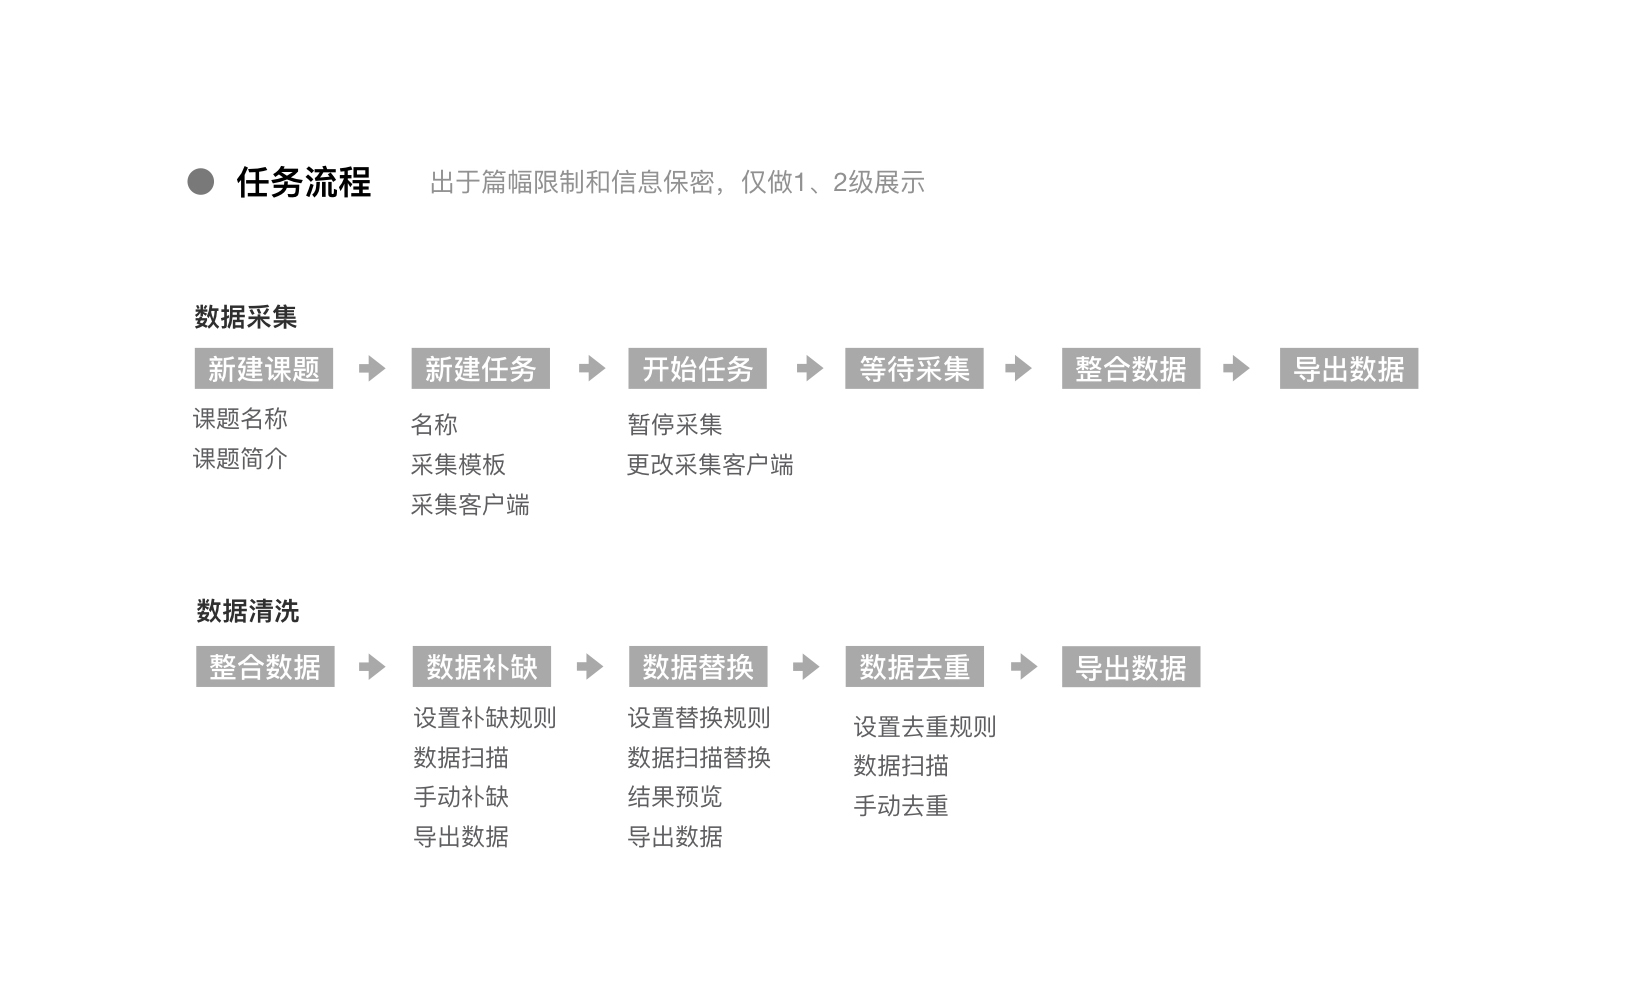 任务流程 出于篇幅限制和信息保密，仅做1、2级展示
数据采集
新建课题 新建任务 开始任务 等待采集 整合数据 导出数据
课题名称
课题简介
名称
采集模板
采集客户端
暂停采集
更改采集客户端
数据清洗
整合数据 数据补缺 数据替换 数据去重 导出数据
设置补缺规则
数据扫描
手动补缺
导出数据
设置替换规则
数据扫描替换
结果预览
导出数据
设置去重规则
数据扫描
手动去重